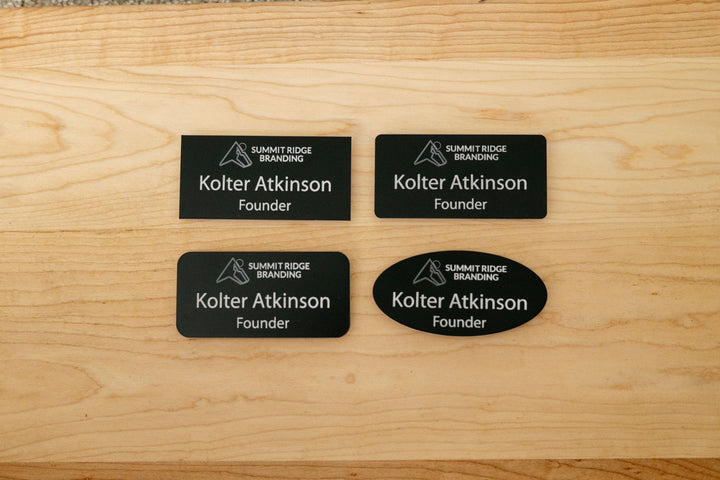 SUMMIT RIDGE
BRANDING
Kolter Atkinson
Founder
SUMMIT RIDGE
BRANDING
Kolter Atkinson
Founder
SUMMIT RIDGE
BRANDING
Kolter Atkinson
Founder
SUMMIT RIDGE
BRANDING
Kolter Atkinson
Founder